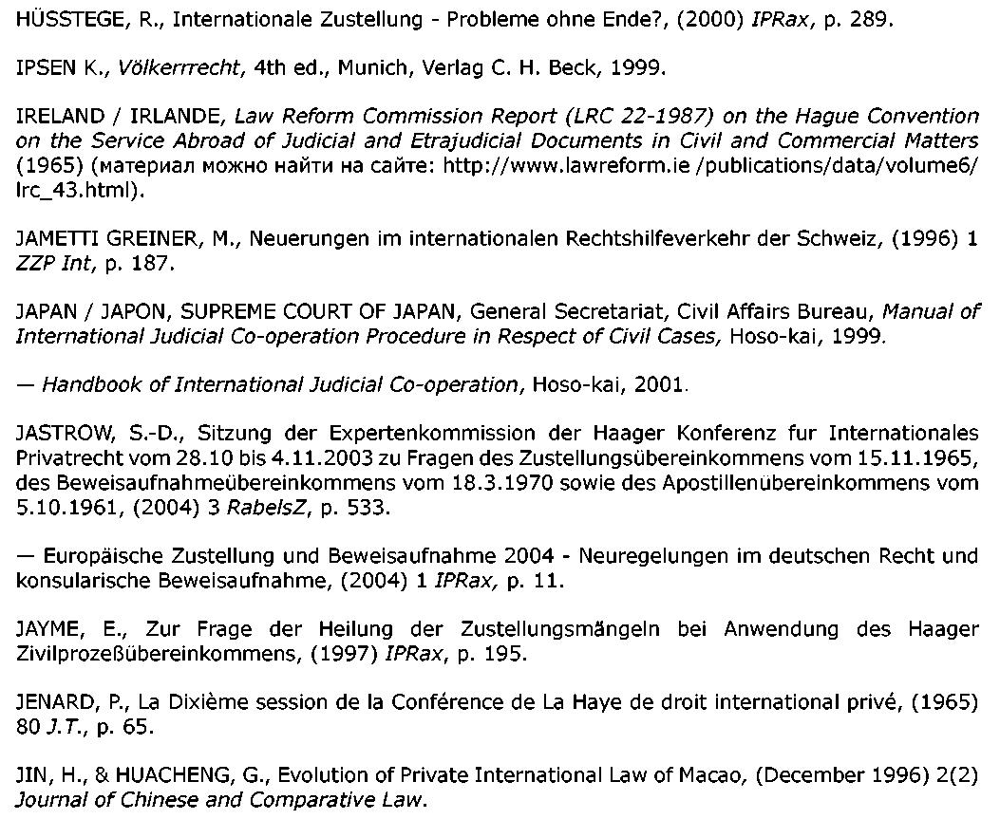 HÜSSTEGE, R., Internationale Zustellung - Probleme ohne Ende?, (2000) IPRax, p. 289.
IPSEN K., Völkerrrecht, 4th ed., Munich, Verlag C. H. Beck, 1999.
IRELAND / IRLANDE, Law Reform Commission Report (LRC 22-1987) on the Hague Convention
on the Service Abroad of Judicial and Etrajudicial Documents in Civil and Commercial Matters
(1965) (материал можно найти на сайте: http://www.lawreform.ie /publications/data/volume6/
lrc_43.html).
JAMETTI GREINER, M., Neuerungen im internationalen Rechtshilfeverkehr der Schweiz, (1996) 1
ZZP Int, p. 187.
JAPAN / JAPON, SUPREME COURT OF JAPAN, General Secretariat, Civil Affairs Bureau, Manual of
International Judicial Co-operation Procedure in Respect of Civil Cases, Hoso-kai, 1999.
— Handbook of International Judicial Co-operation, Hoso-kai, 2001.
JASTROW, S.-D., Sitzung der Expertenkommission der Haager Konferenz fur Internationales
Privatrecht vom 28.10 bis 4.11.2003 zu Fragen des Zustellungsübereinkommens vom 15.11.1965,
des Beweisaufnahmeübereinkommens vom 18.3.1970 sowie des Apostillenübereinkommens vom
5.10.1961, (2004) 3 RabelsZ, p. 533.
— Europäische Zustellung und Beweisaufnahme 2004 - Neuregelungen im deutschen Recht und
konsularische Beweisaufnahme, (2004) 1 IPRax, p. 11.
JAYME, E., Zur Frage der Heilung der Zustellungsmängeln bei Anwendung des Haager
Zivilprozeßübereinkommens, (1997) IPRax, p. 195.
JENARD, P., La Dixième session de la Conférence de La Haye de droit international privé, (1965)
80 J.T., p. 65.
JIN, H., & HUACHENG, G., Evolution of Private International Law of Macao, (December 1996) 2(2)
Journal of Chinese and Comparative Law.